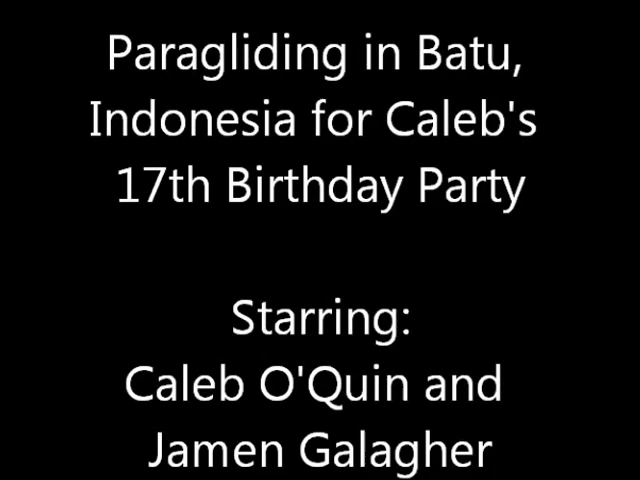 Paragliding in Batu,
Indonesia for Caleb's
17th Birthday Party
Starring:
Caleb O'Quin and
Jamen Galagher